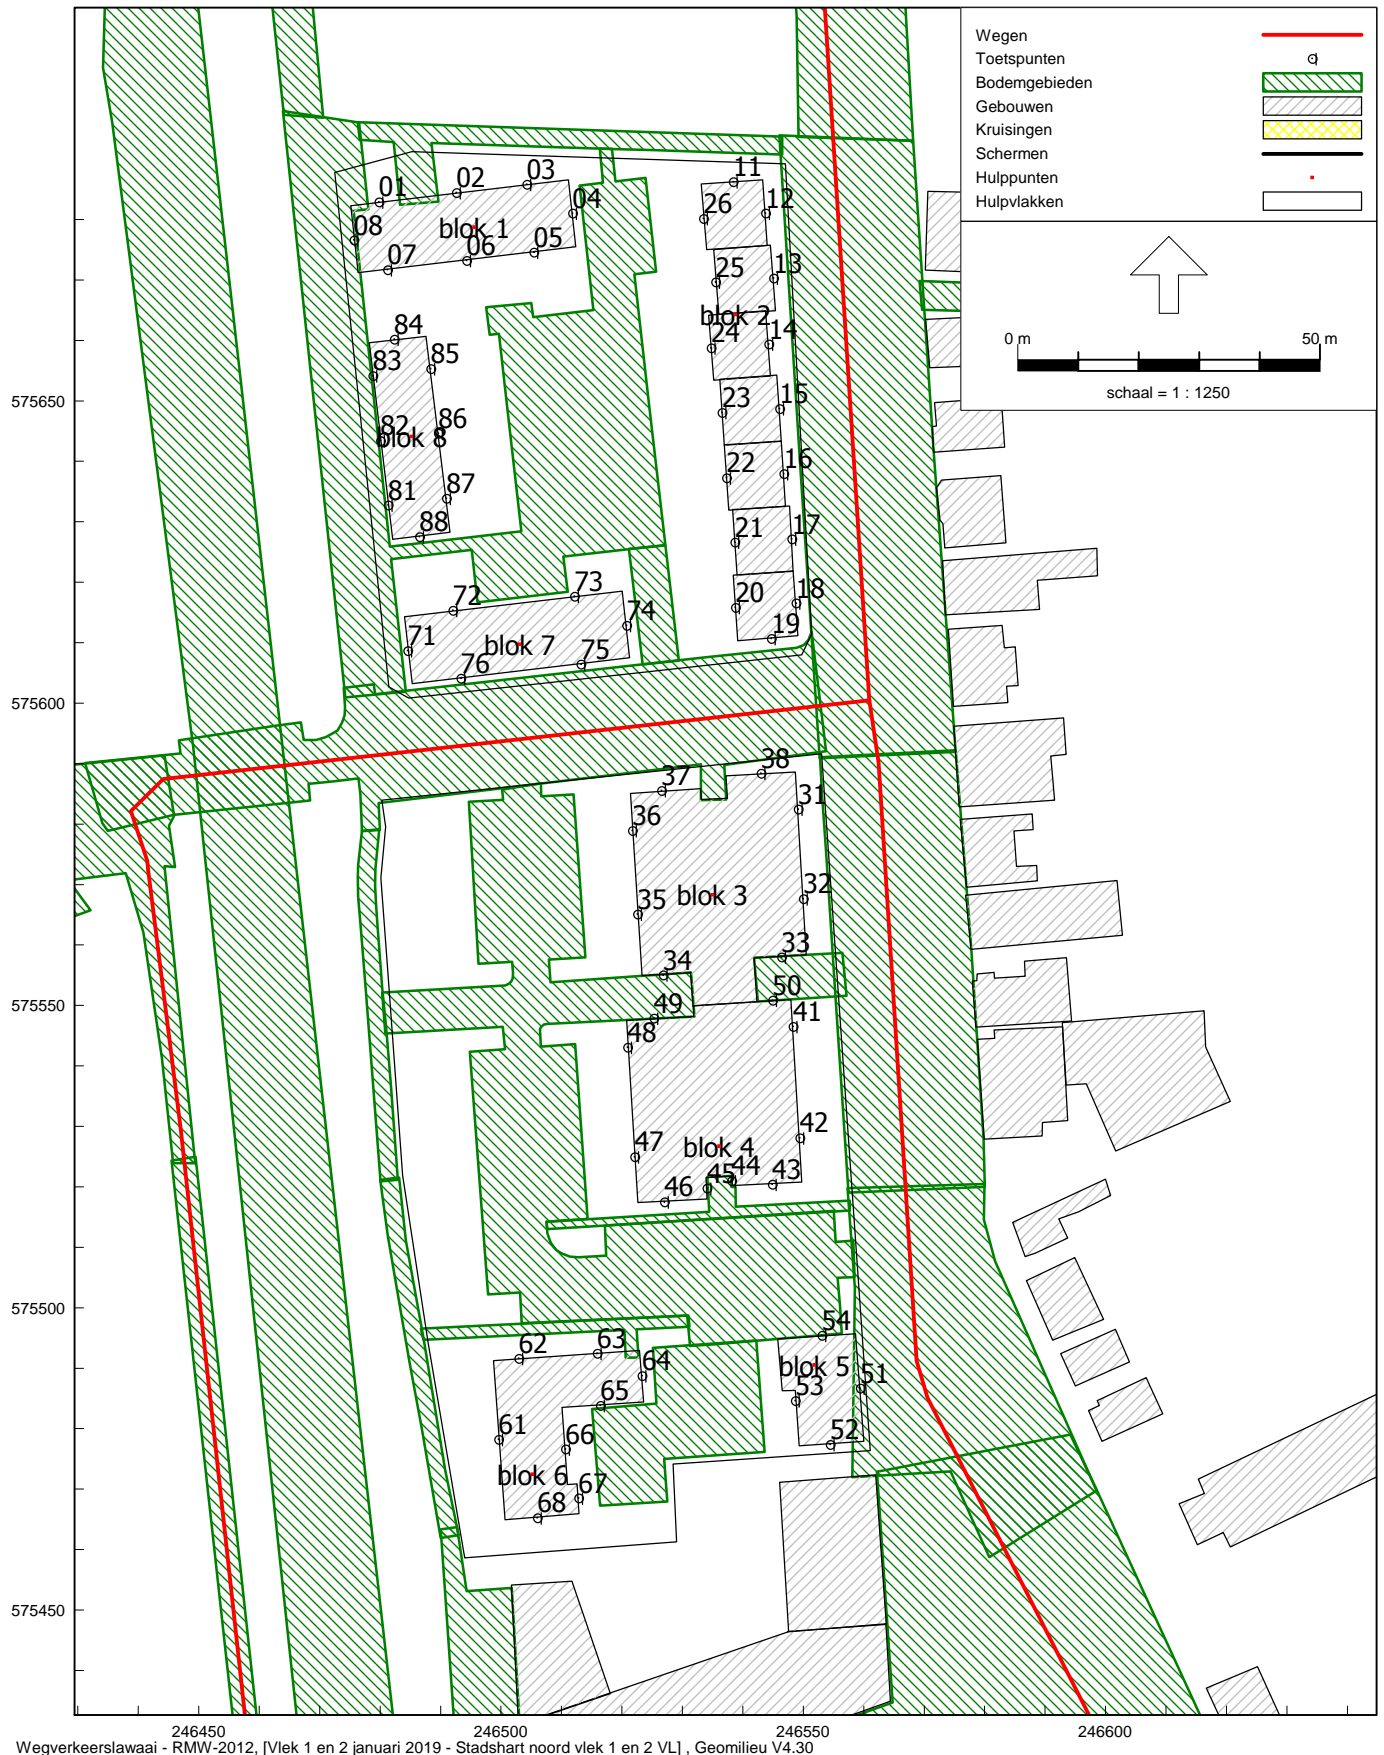 Wegen
Toetspunten
Bodemgebieden
Gebouwen
Kruisingen
Schermen
Hulppunten
Hulpvlakken
0 m 50 m
schaal = 1 : 1250
01 02 03 04
05 06 07 08
blok 1
11 12 13 14 15 16 17 18 19
20 21 22 23 24 25 26
blok 2
84 85 86 87 88
83 82 81
blok 8
71 72 73 74 75 76
blok 7
38 37 36 35 34 33 32 31
blok 3
50 49 48 47 46 45 44 43 42 41
blok 4
54 53 52 51
blok 5
61 62 63 64 65 66 67 68
blok 6
575650
575600
575550
575500
575450
246450 246500 246550 246600
Wegverkeerslawaai - RMW-2012, [Vlek 1 en 2 januari 2019 - Stadshart noord vlek 1 en 2 VL] , Geomilieu V4.30